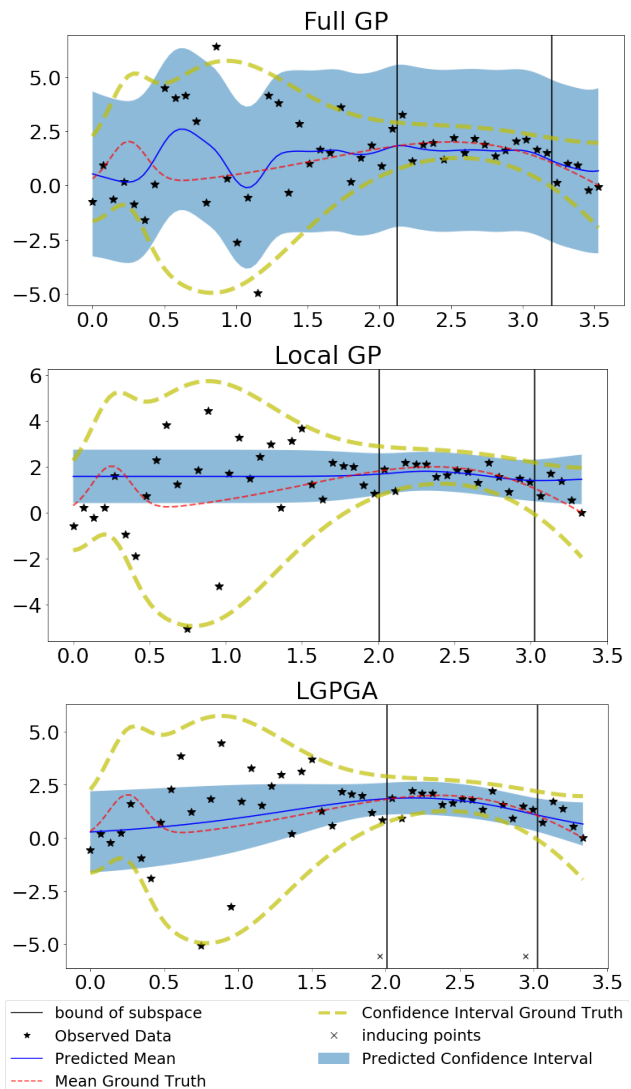 Full GP
5.0
2.5
0.0
−2.5
−5.0
0.0 0.5 1.0 1.5 2.0 2.5 3.0 3.5
Local GP
6
4
2
0
−2
−4
0.0 0.5 1.0 1.5 2.0 2.5 3.0 3.5
LGPGA
5.0
2.5
0.0
−2.5
−5.0
0.0 0.5 1.0 1.5 2.0 2.5 3.0 3.5
bound of subspace
Observed Data
Predicted Mean
Mean Ground Truth
Confidence Interval Ground Truth
inducing points
Predicted Confidence Interval